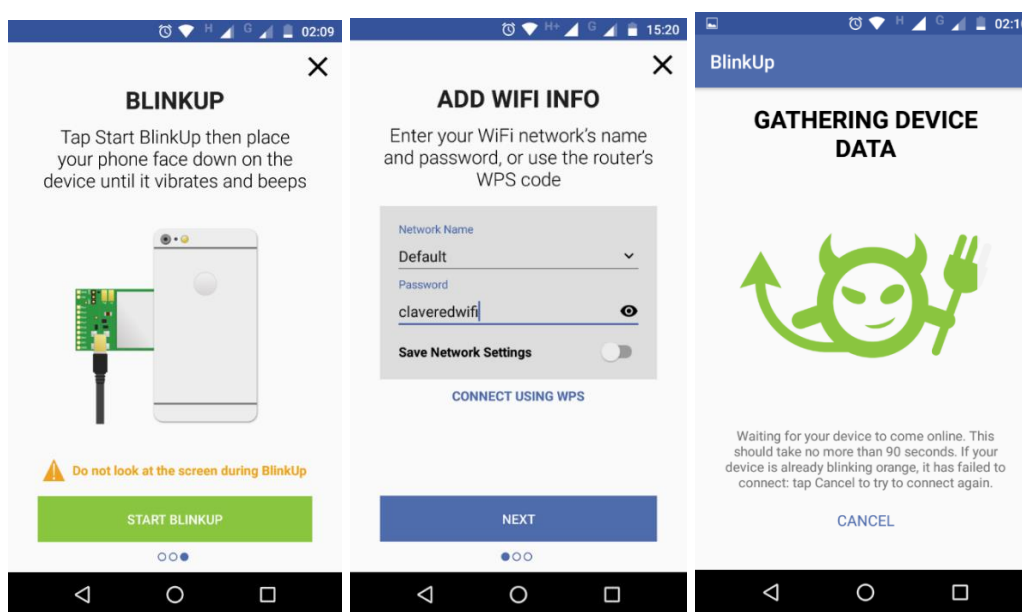 H G 02:09
BLINKUP
Tap Start BlinkUp then place
your phone face down on the
device until it vibrates and beeps
Do not look at the screen during BlinkUp
START BLINKUP
H+ G 15:20
ADD WIFI INFO
Enter your WiFi network's name
and password, or use the router's
WPS code
Network Name
Default
Password
claveredwifi
Save Network Settings
CONNECT USING WPS
NEXT
H G
BlinkUp
GATHERING DEVICE
DATA
Waiting for your device to come online. This
should take no more than 90 seconds. If your
device is already blinking orange, it has failed to
connect: tap Cancel to try to connect again.
CANCEL